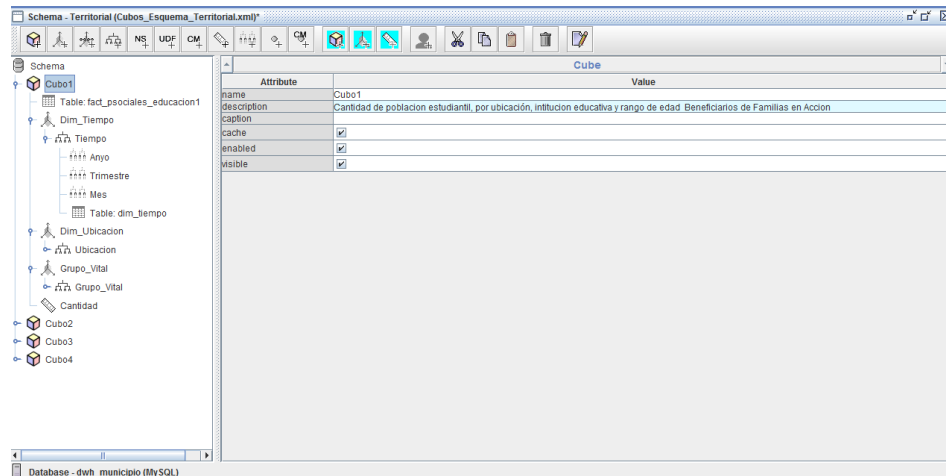 Schema - Territorial (Cubos_Esquema_Territorial.xml)*
NS UDF CM CM
Schema
Cubo1
Table: fact_psociales_educacion1
Dim_Tiempo
Tiempo
Anyo
Trimestre
Mes
Table: dim_tiempo
Dim_Ubicacion
Ubicacion
Grupo_Vital
Grupo_Vital
Cantidad
Cubo2
Cubo3
Cubo4
Cube
Attribute Value
name Cubo1
description Cantidad de poblacion estudiantil, por ubicación, intitucion educativa y rango de edad Beneficiarios de Familias en Accion
caption
cache
enabled
visible
Database - dwh_municipio (MySQL)